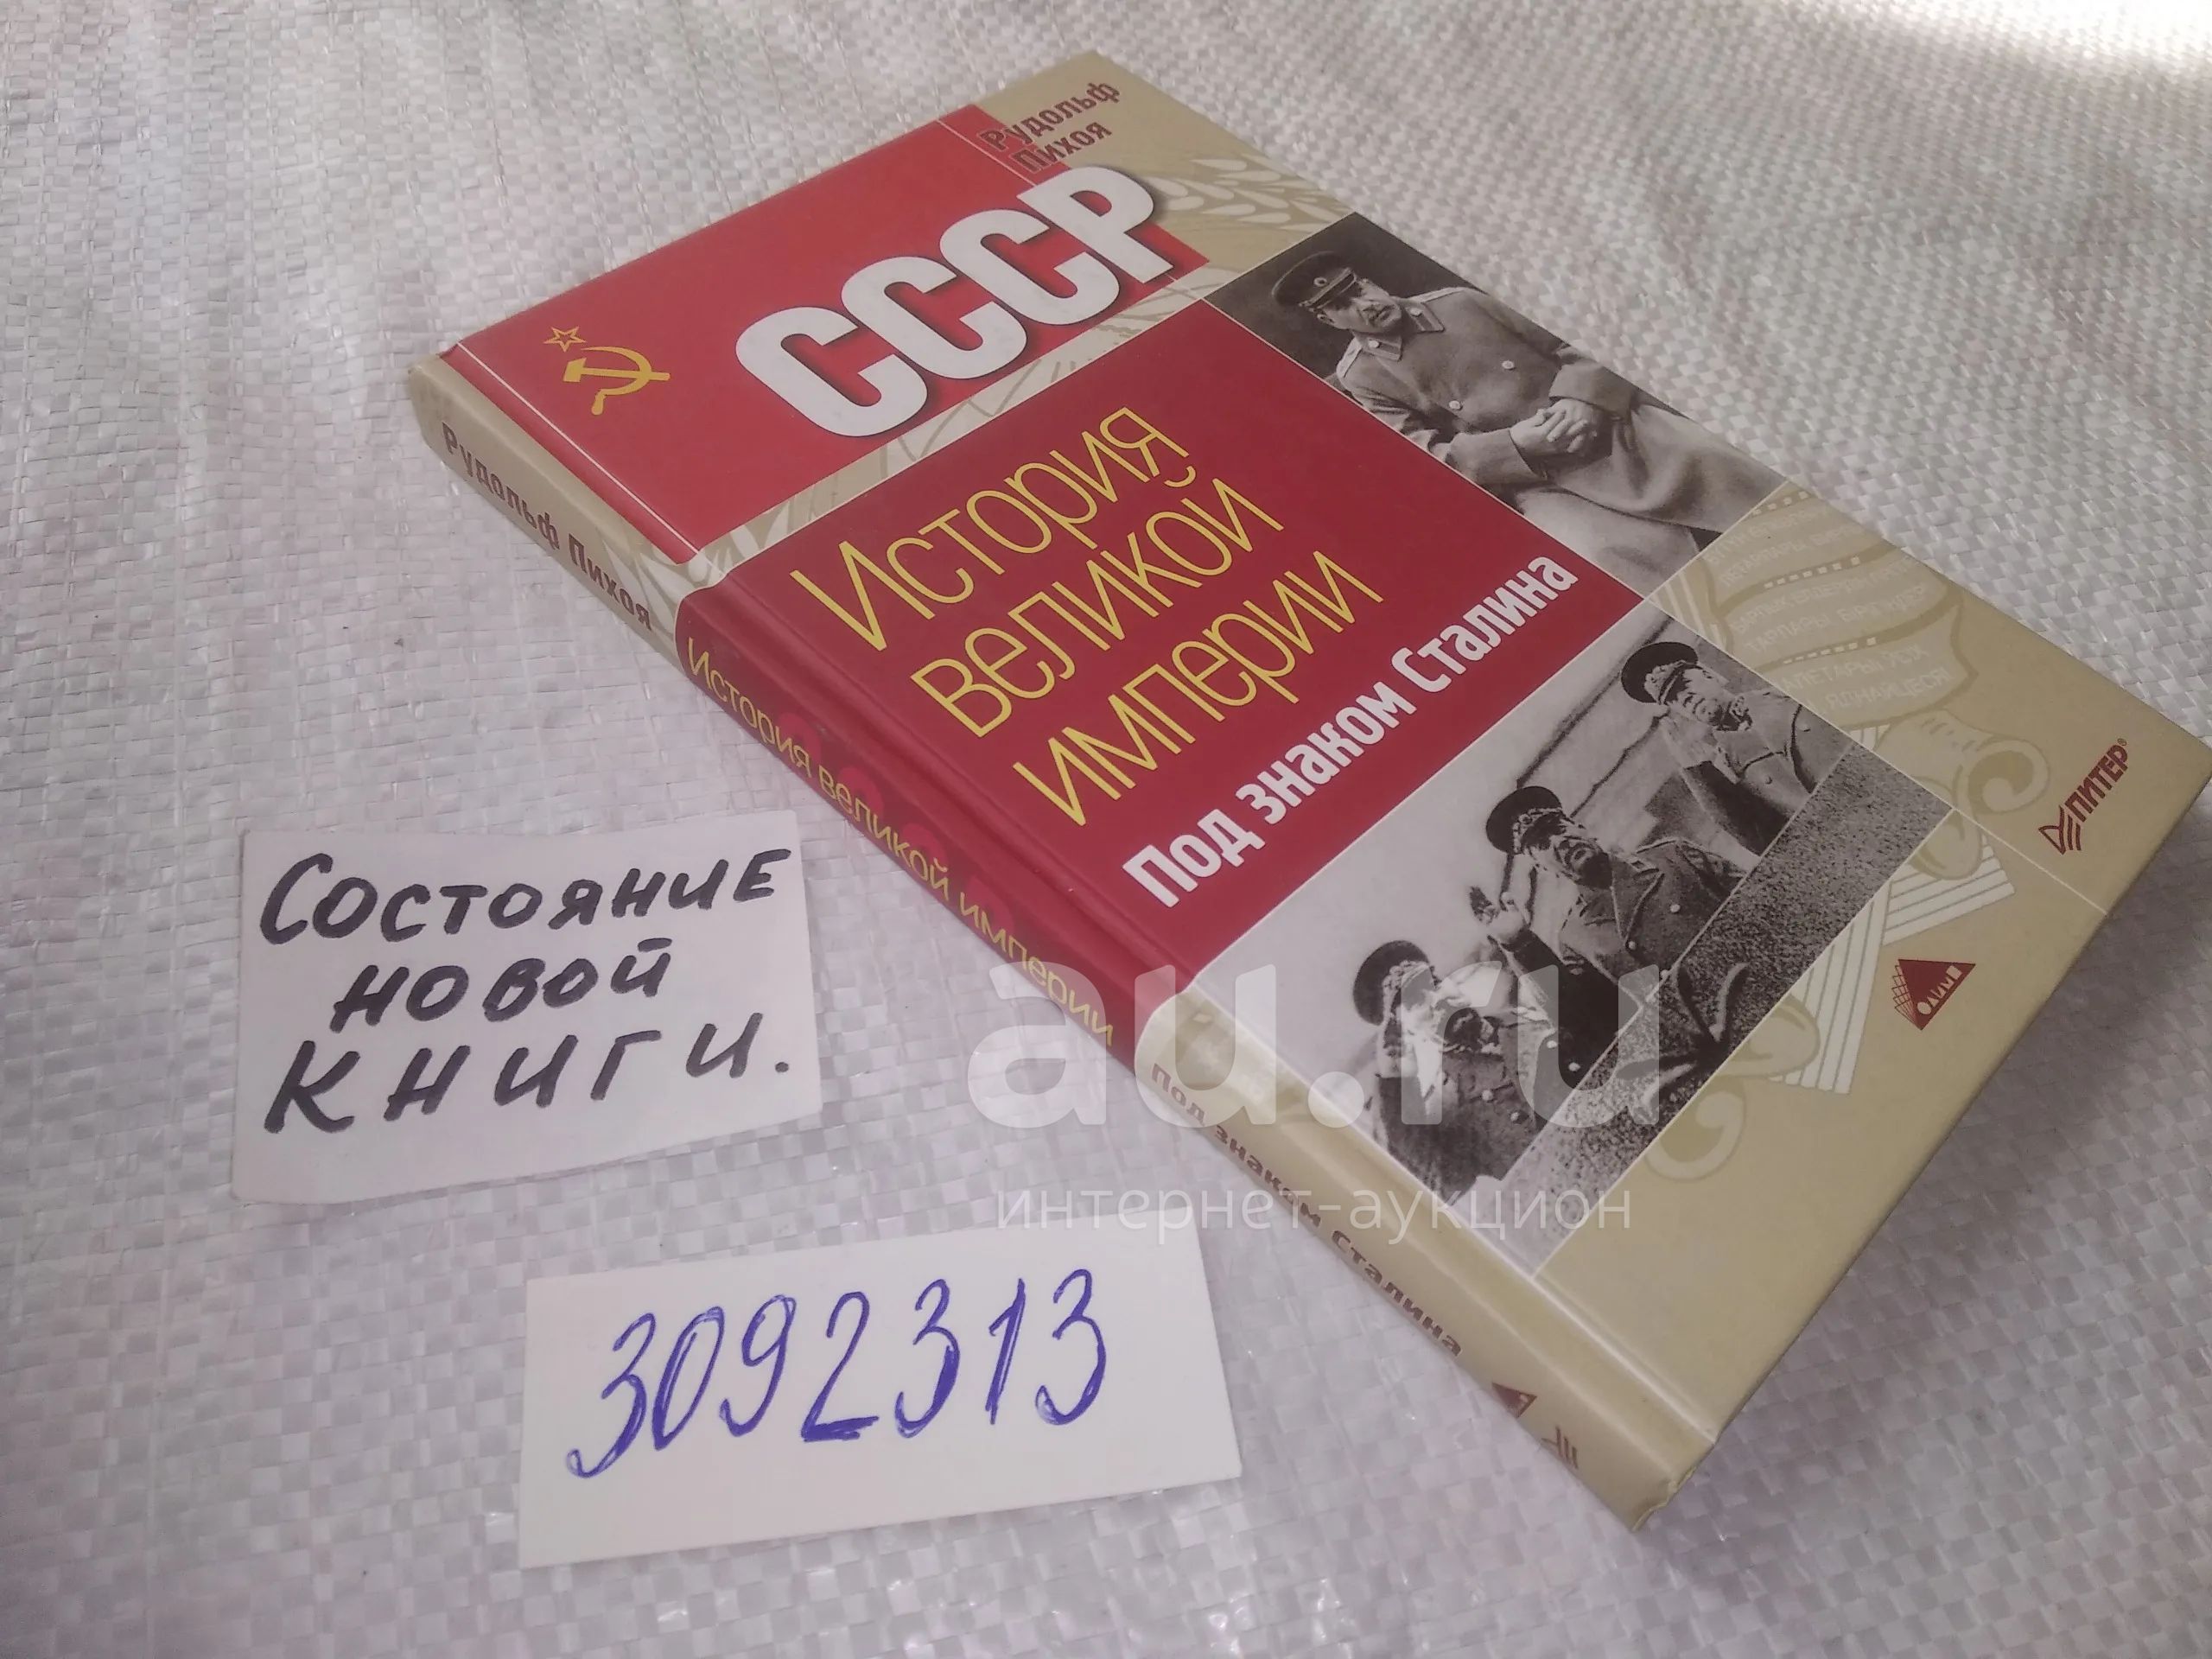 Рудольф
Пихоя
СССР
История
великой
империи
Под знаком Сталина
ПИТЕР®
ОЛИМП
Рудольф Пихоя
История великой империи
Под знаком Сталина
Состояние
новой
книги.
3092313
au.ru
интернет-аукцион